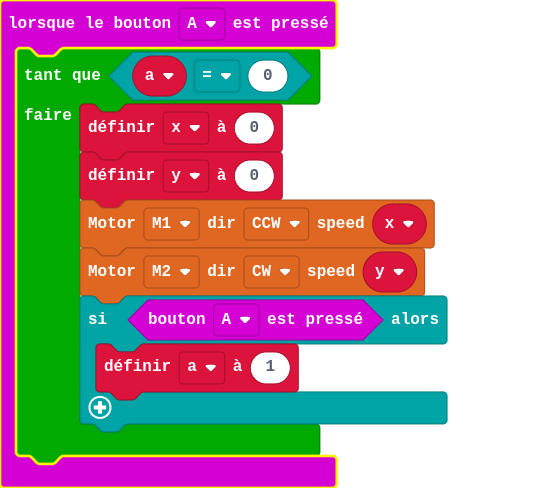 lorsque le bouton A est pressé
tant que a = 0
faire
définir x à 0
définir y à 0
Motor M1 dir CCW speed x
Motor M2 dir CW speed y
si bouton A est pressé alors
définir a à 1